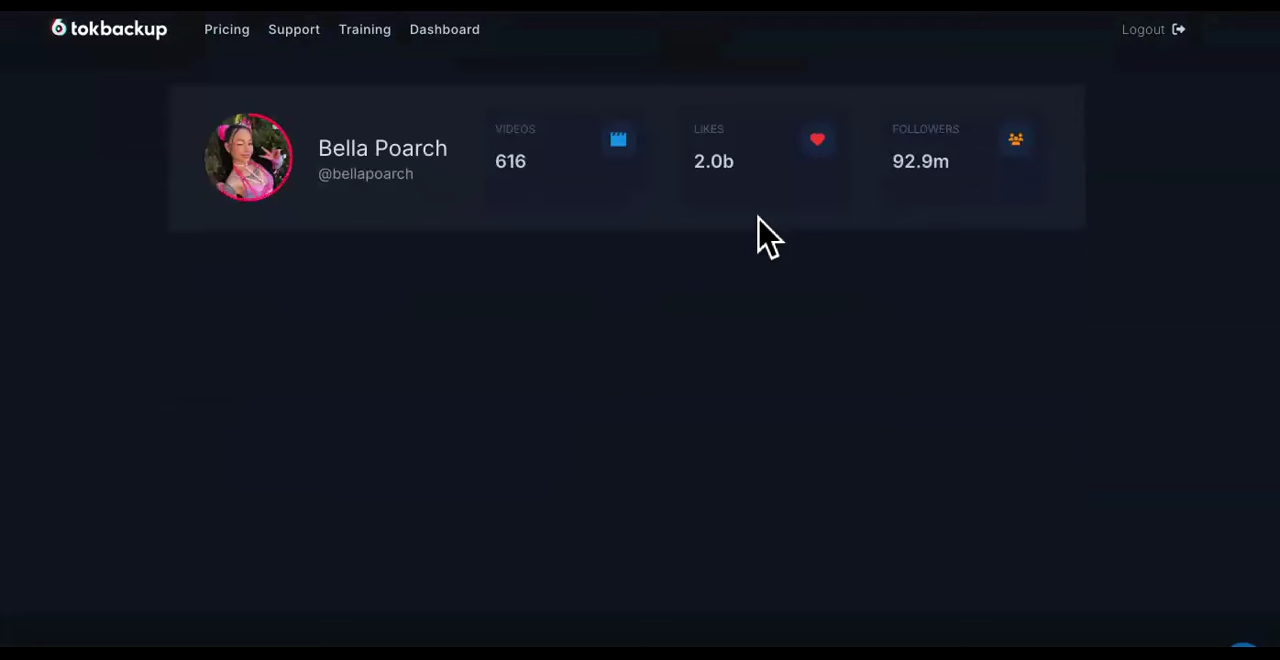 tokbackup Pricing Support Training Dashboard Logout
VIDEOS LIKES FOLLOWERS
Bella Poarch 616 2.0b 92.9m
@bellapoarch